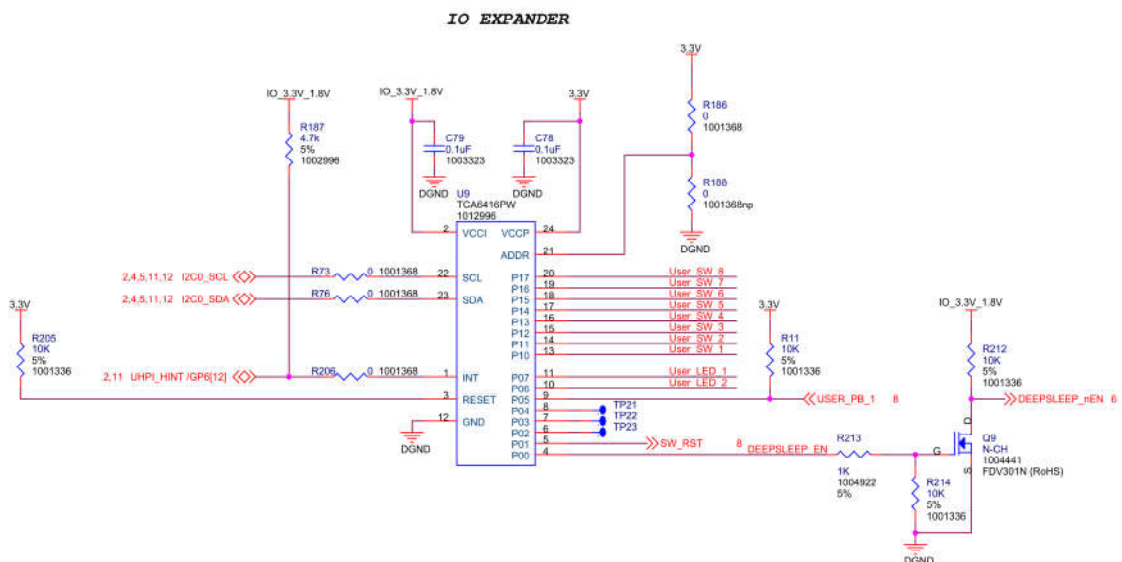 IO EXPANDER
3.3V
IO_3.3V_1.8V
IO_3.3V_1.8V
3.3V
R186
0
1001368
R187
4.7k
5%
1002996
C79
0.1uF
1003323
C78
0.1uF
1003323
R188
0
1001368np
DGND
DGND
DGND
U9
TCA6416PW
1012996
2 VCCI VCCP 24
ADDR 21
2,4,5,11,12 I2C0_SCL R73 0 1001368 22 SCL
2,4,5,11,12 I2C0_SDA R76 0 1001368 23 SDA
P17 20 User_SW_8
P16 19 User_SW_7
P15 18 User_SW_6
P14 17 User_SW_5
P13 16 User_SW_4
P12 15 User_SW_3
P11 14 User_SW_2
P10 13 User_SW_1
3.3V
R205
10K
5%
1001336
3.3V
R11
10K
5%
1001336
IO_3.3V_1.8V
R212
10K
5%
1001336
2,11 UHPI_HINT /GP6[12] R206 0 1001368 1 INT
3 RESET
12 GND
DGND
P07 11 User_LED_1
P06 10 User_LED_2
P05 9 USER_PB_1 8
P04 8 TP21
P03 7 TP22
P02 6 TP23
P01 5 SW_RST 8
P00 4 DEEPSLEEP_EN
DEEPSLEEP_nEN 6
R213
1K
1004922
5%
G
D
S
Q9
N-CH
1004441
FDV301N (RoHS)
R214
10K
5%
1001336
DGND